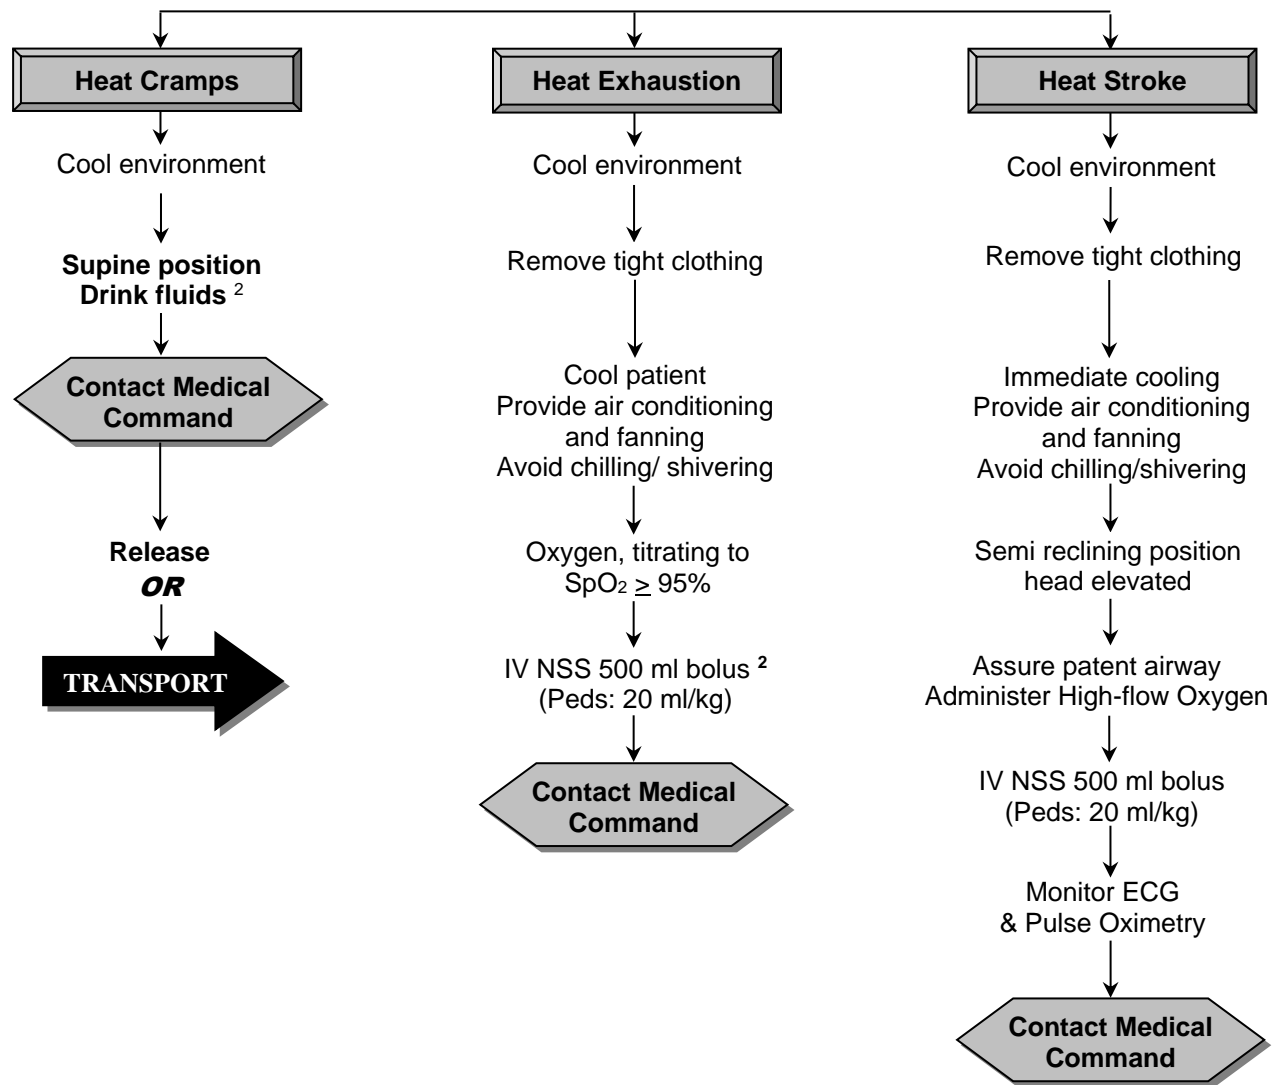 Heat Cramps
Cool environment
Supine position
Drink fluids 2
Contact Medical
Command
Release
OR
TRANSPORT
Heat Exhaustion
Cool environment
Remove tight clothing
Cool patient
Provide air conditioning
and fanning
Avoid chilling/ shivering
Oxygen, titrating to
SpO2 ≥ 95%
IV NSS 500 ml bolus 2
(Peds: 20 ml/kg)
Contact Medical
Command
Heat Stroke
Cool environment
Remove tight clothing
Immediate cooling
Provide air conditioning
and fanning
Avoid chilling/shivering
Semi reclining position
head elevated
Assure patent airway
Administer High-flow Oxygen
IV NSS 500 ml bolus
(Peds: 20 ml/kg)
Monitor ECG
& Pulse Oximetry
Contact Medical
Command